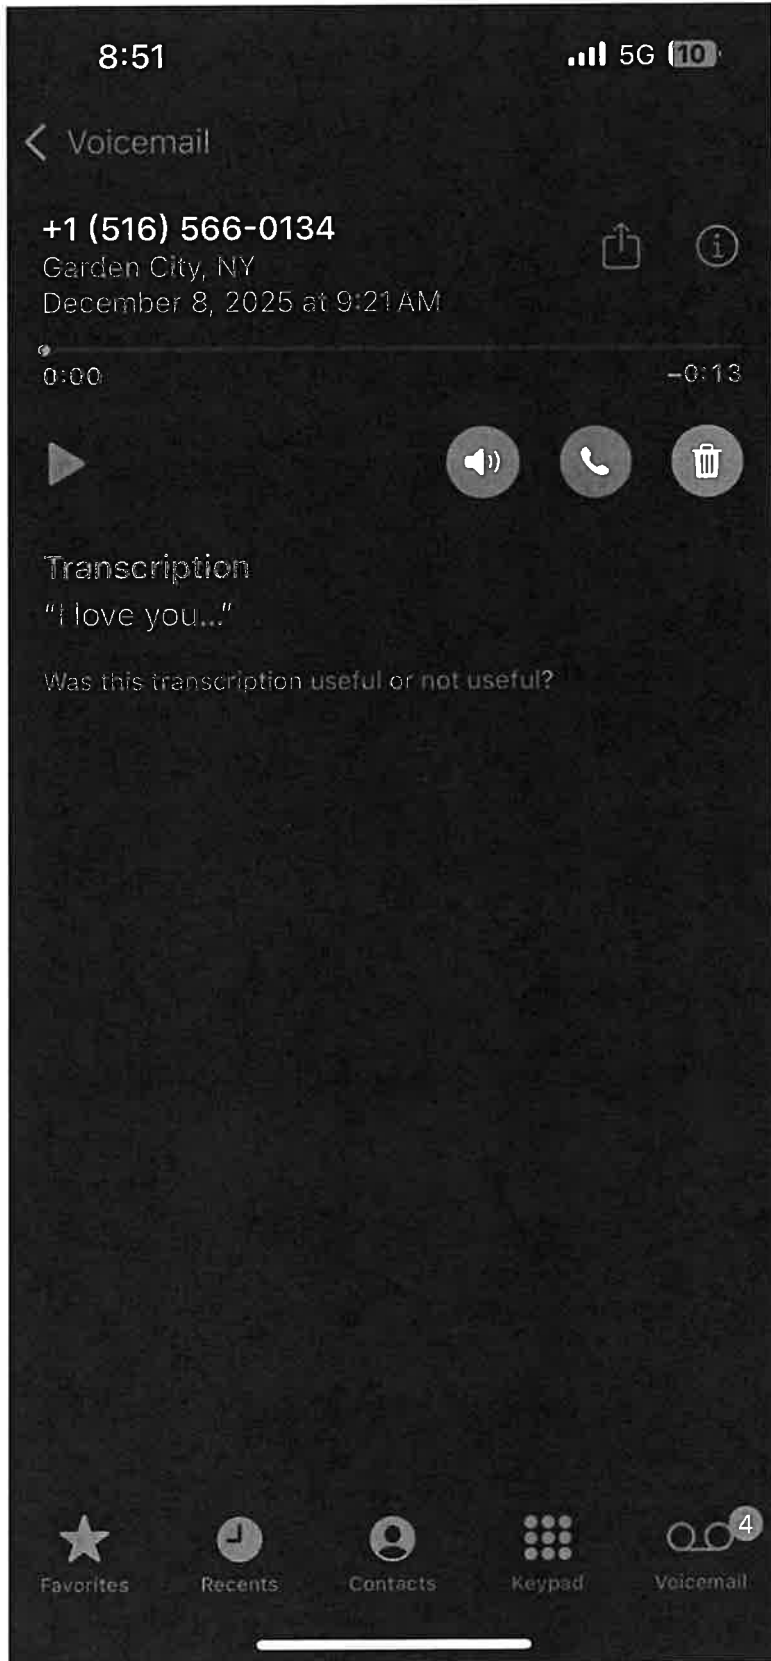 8:51 5G 10
Voicemail
+1 (516) 566-0134
Garden City, NY
December 8, 2025 at 9:21 AM
0:00 -0:13
Transcription
“I love you...”
Was this transcription useful or not useful?
4
Favorites Recents Contacts Keypad Voicemail